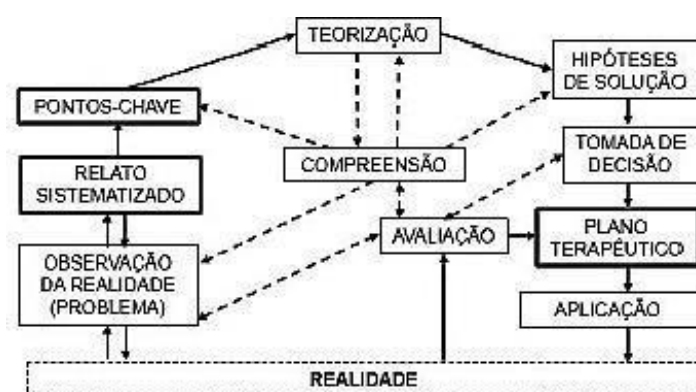 TEORIZAÇÃO
HIPÓTESES
DE SOLUÇÃO
PONTOS-CHAVE
COMPREENSÃO
TOMADA DE
DECISÃO
RELATO
SISTEMATIZADO
AVALIAÇÃO
PLANO
TERAPÊUTICO
OBSERVAÇÃO
DA REALIDADE
(PROBLEMA)
APLICAÇÃO
REALIDADE